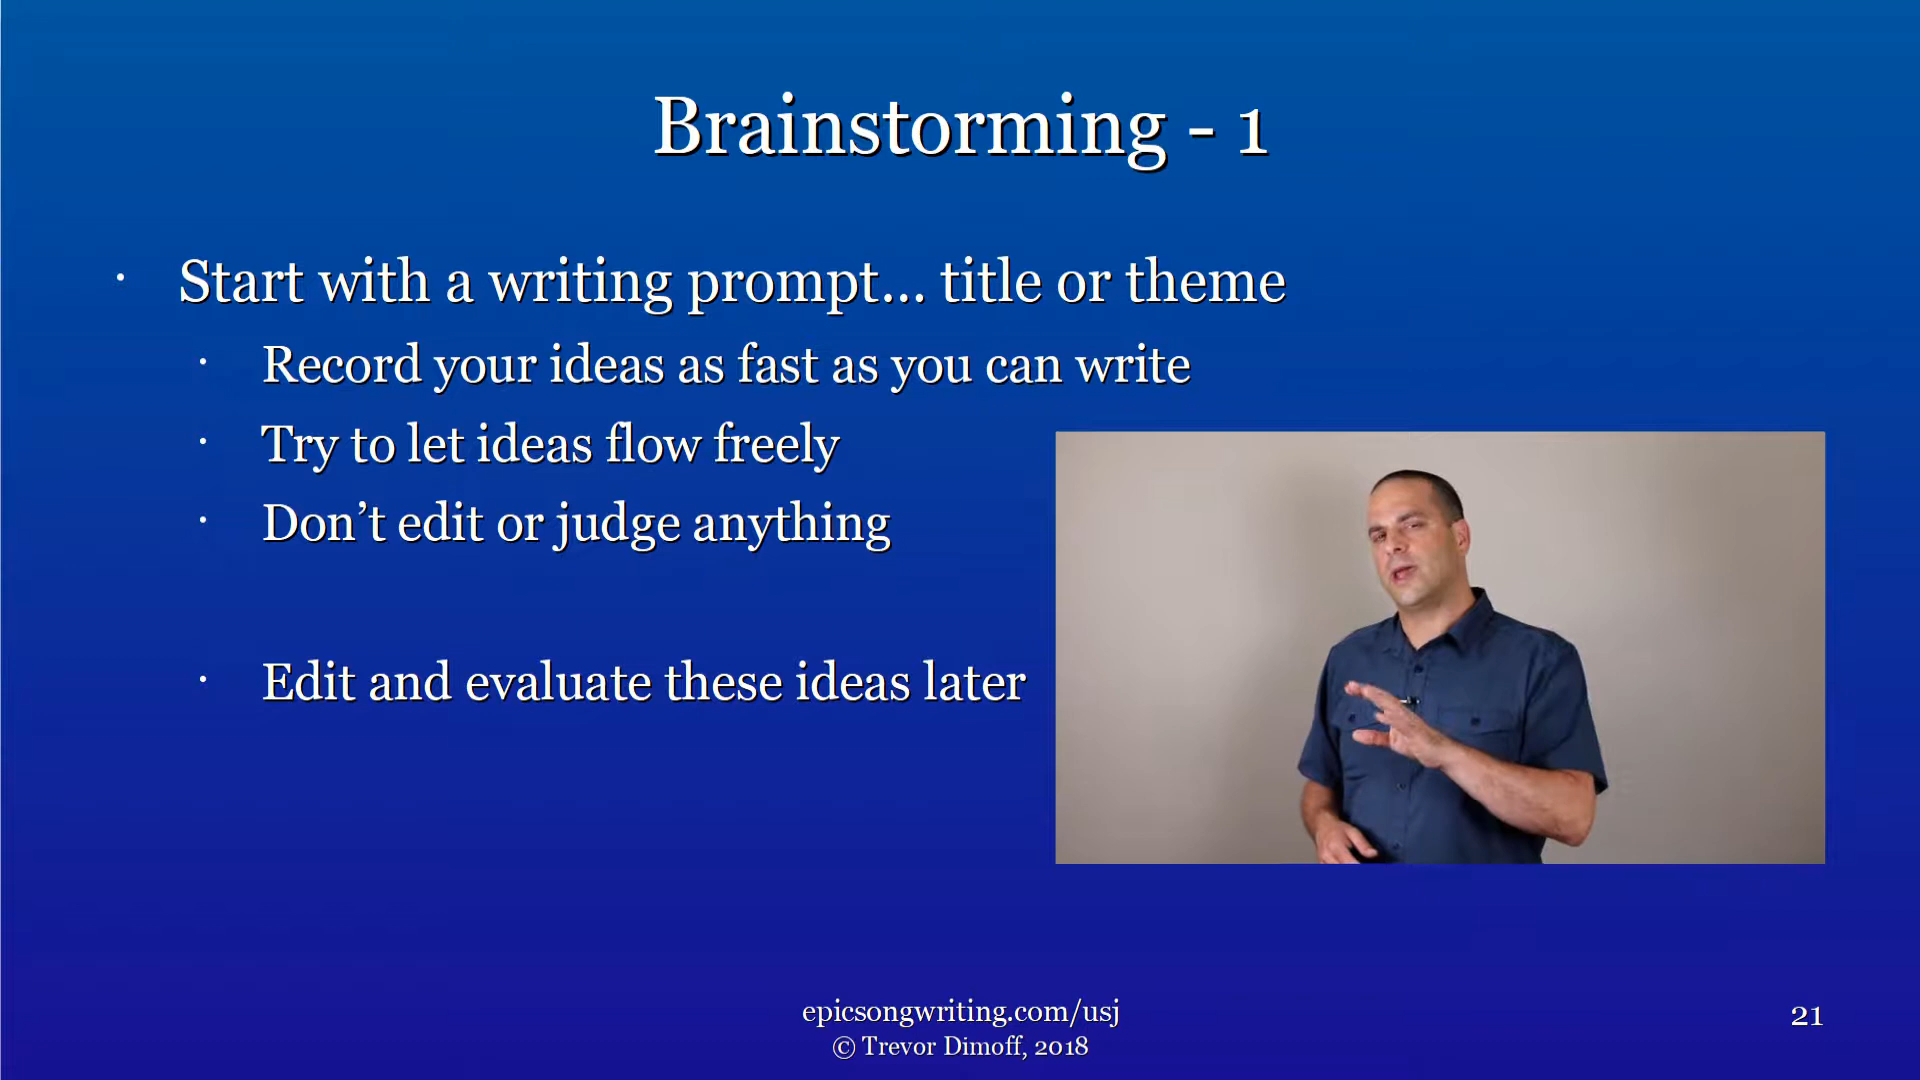 Brainstorming - 1
Start with a writing prompt... title or theme
Record your ideas as fast as you can write
Try to let ideas flow freely
Don’t edit or judge anything
Edit and evaluate these ideas later
epicsongwriting.com/usj
© Trevor Dimoff, 2018
21